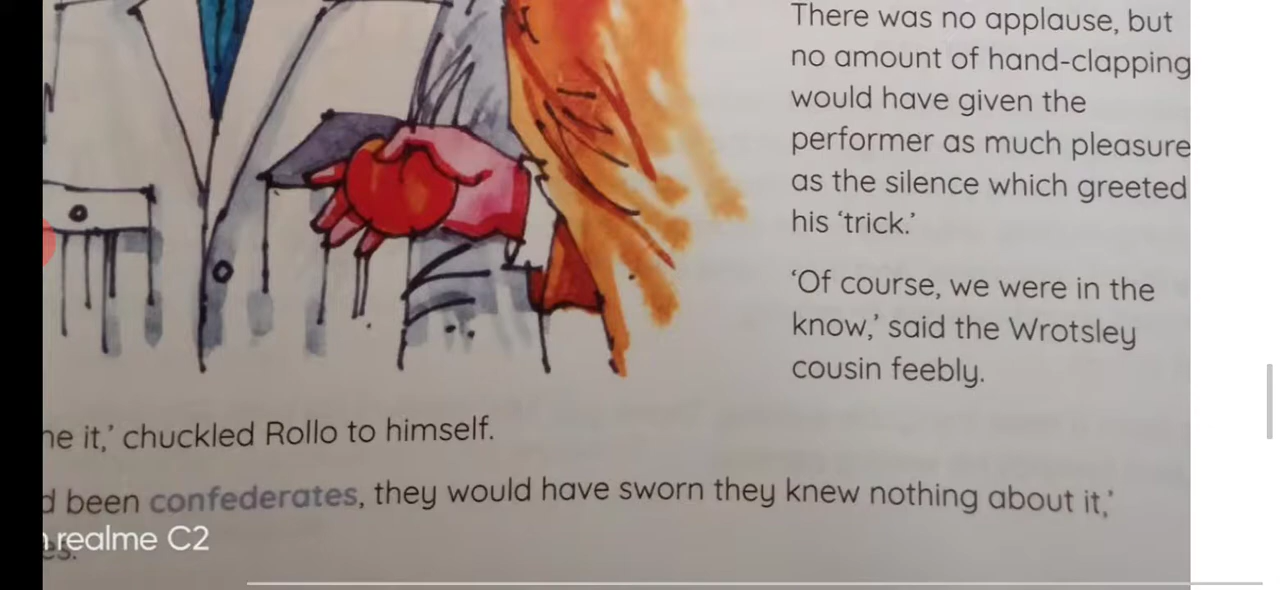 There was no applause, but
no amount of hand-clapping
would have given the
performer as much pleasure
as the silence which greeted
his ‘trick.’
‘Of course, we were in the
know,’ said the Wrotsley
cousin feebly.
it,’ chuckled Rollo to himself.
been confederates, they would have sworn they knew nothing about it,’
realme C2